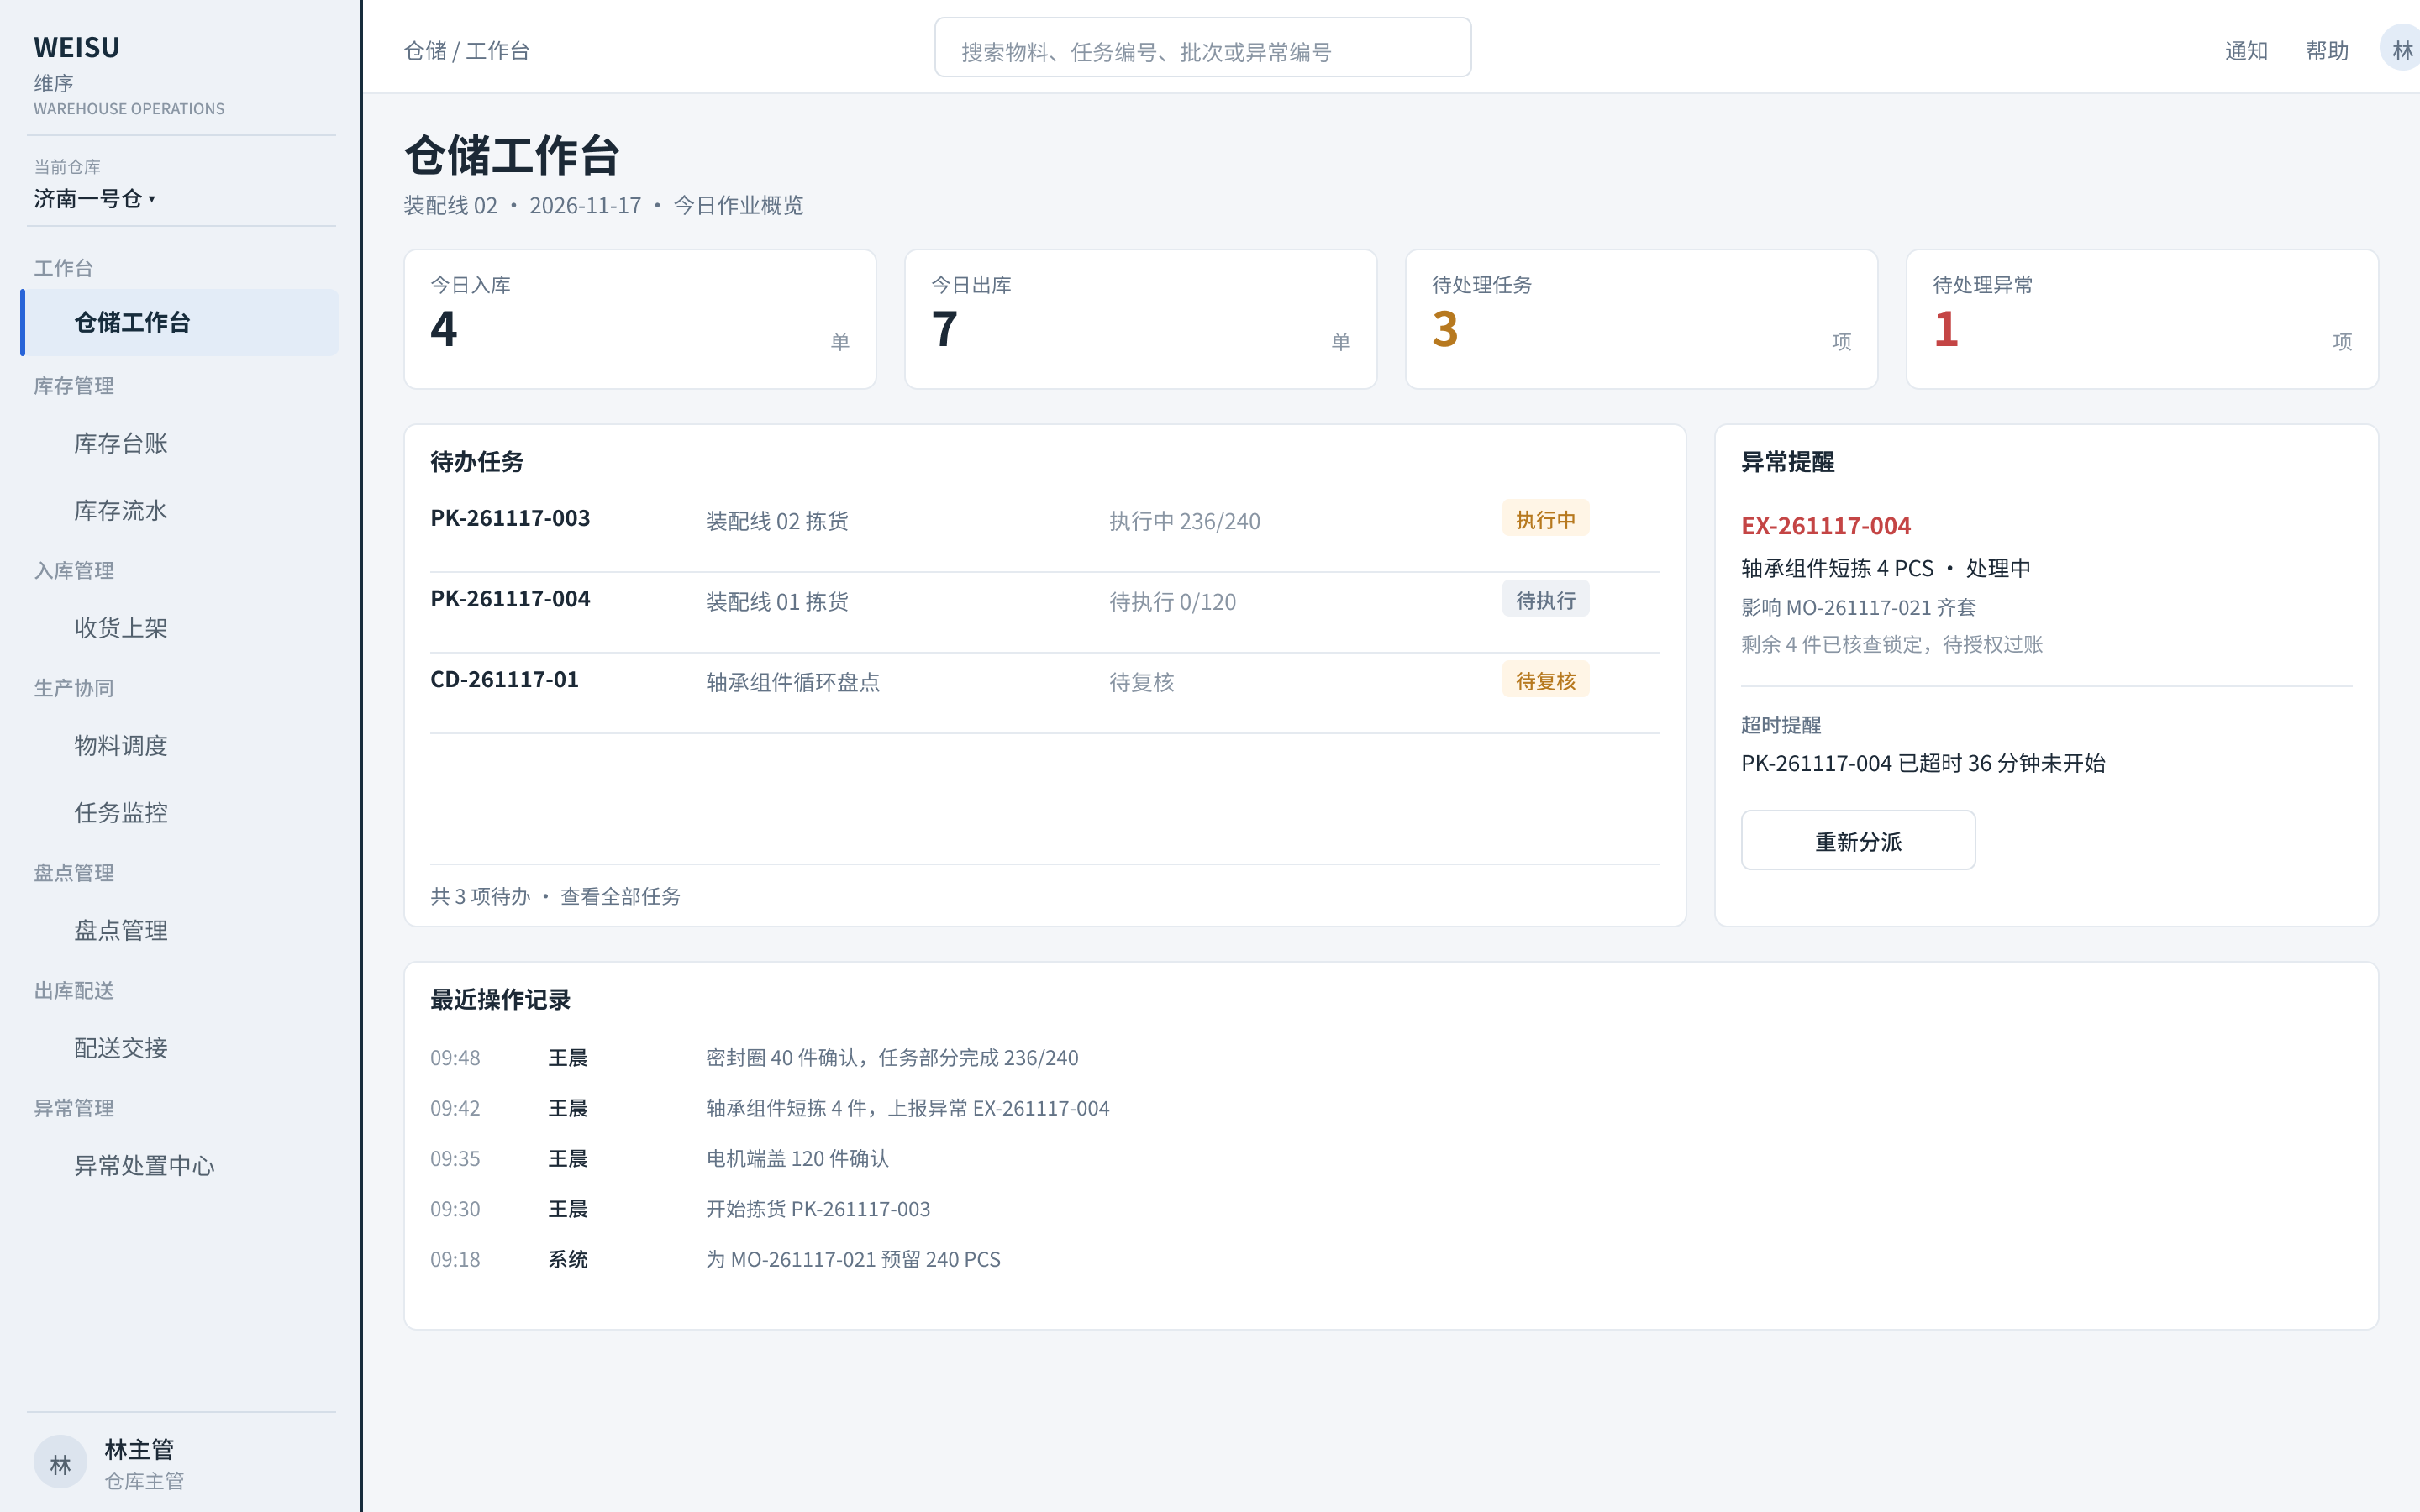 WEISU
维序
WAREHOUSE OPERATIONS
当前仓库
济南一号仓 ▾
工作台
仓储工作台
库存管理
库存台账
库存流水
入库管理
收货上架
生产协同
物料调度
任务监控
盘点管理
盘点管理
出库配送
配送交接
异常管理
异常处置中心
林
林主管
仓库主管
仓储 / 工作台
搜索物料、任务编号、批次或异常编号
通知 帮助 林
仓储工作台
装配线 02 · 2026-11-17 · 今日作业概览
今日入库
4 单
今日出库
7 单
待处理任务
3 项
待处理异常
1 项
待办任务
PK-261117-003 装配线 02 拣货 执行中 236/240 执行中
PK-261117-004 装配线 01 拣货 待执行 0/120 待执行
CD-261117-01 轴承组件循环盘点 待复核 待复核
共 3 项待办 · 查看全部任务
异常提醒
EX-261117-004
轴承组件短拣 4 PCS · 处理中
影响 MO-261117-021 齐套
剩余 4 件已核查锁定，待授权过账
超时提醒
PK-261117-004 已超时 36 分钟未开始
重新分派
最近操作记录
09:48 王晨 密封圈 40 件确认，任务部分完成 236/240
09:42 王晨 轴承组件短拣 4 件，上报异常 EX-261117-004
09:35 王晨 电机端盖 120 件确认
09:30 王晨 开始拣货 PK-261117-003
09:18 系统 为 MO-261117-021 预留 240 PCS